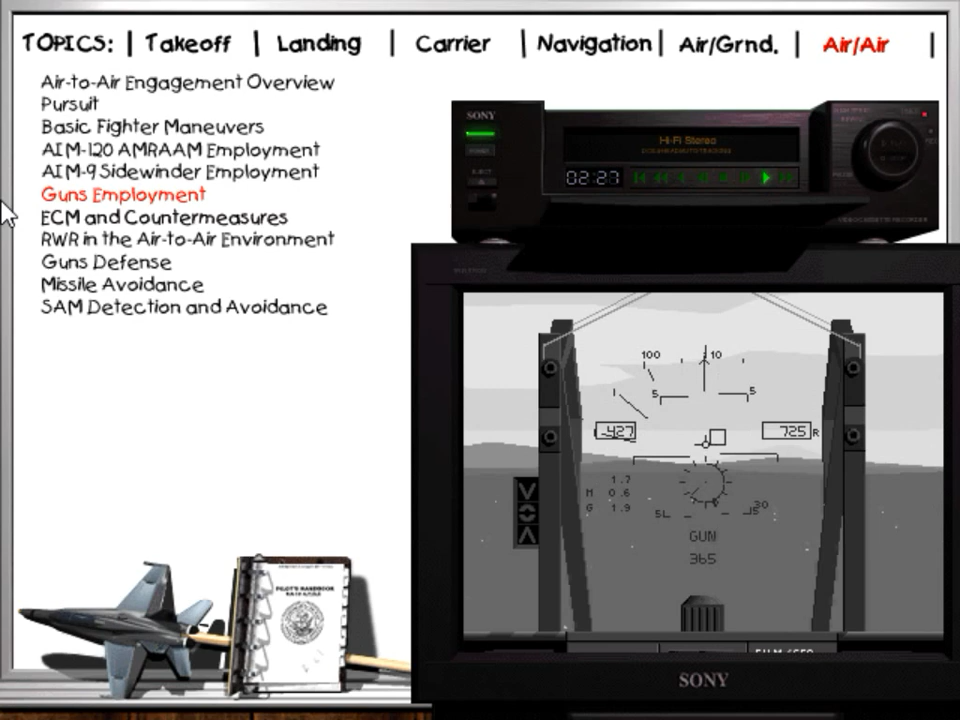 TOPICS: | Takeoff | Landing | Carrier | Navigation | Air/Grnd. | Air/Air |
Air-to-Air Engagement Overview
Pursuit
Basic Fighter Maneuvers
AIM-120 AMRAAM Employment
AIM-9 Sidewinder Employment
Guns Employment
ECM and Countermeasures
RWR in the Air-to-Air Environment
Guns Defense
Missile Avoidance
SAM Detection and Avoidance
SONY
Hi-Fi Stereo
02:27
100 10
5 5
427 725 R
1.7
M 0.6
G 1.9
5 30
5
GUN
365
PILOT'S HANDBOOK
SONY